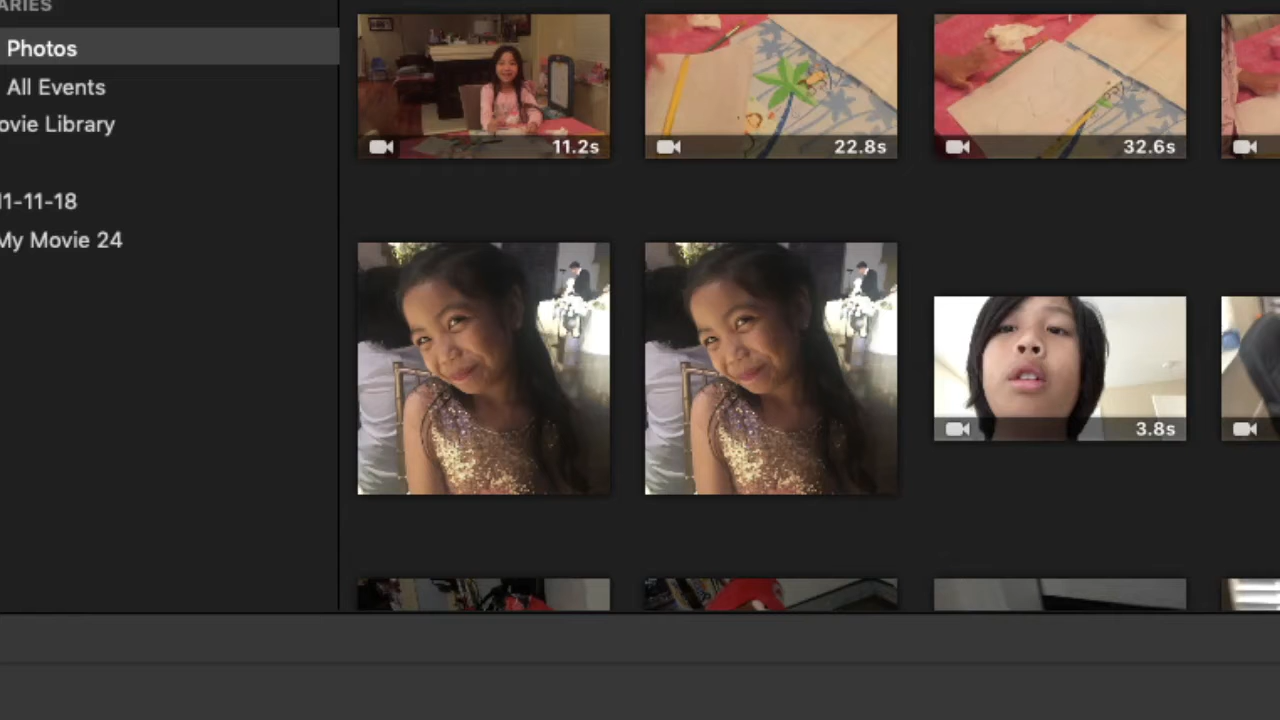 ARIES
Photos
All Events
ovie Library
11-11-18
My Movie 24
11.2s
22.8s
32.6s
3.8s